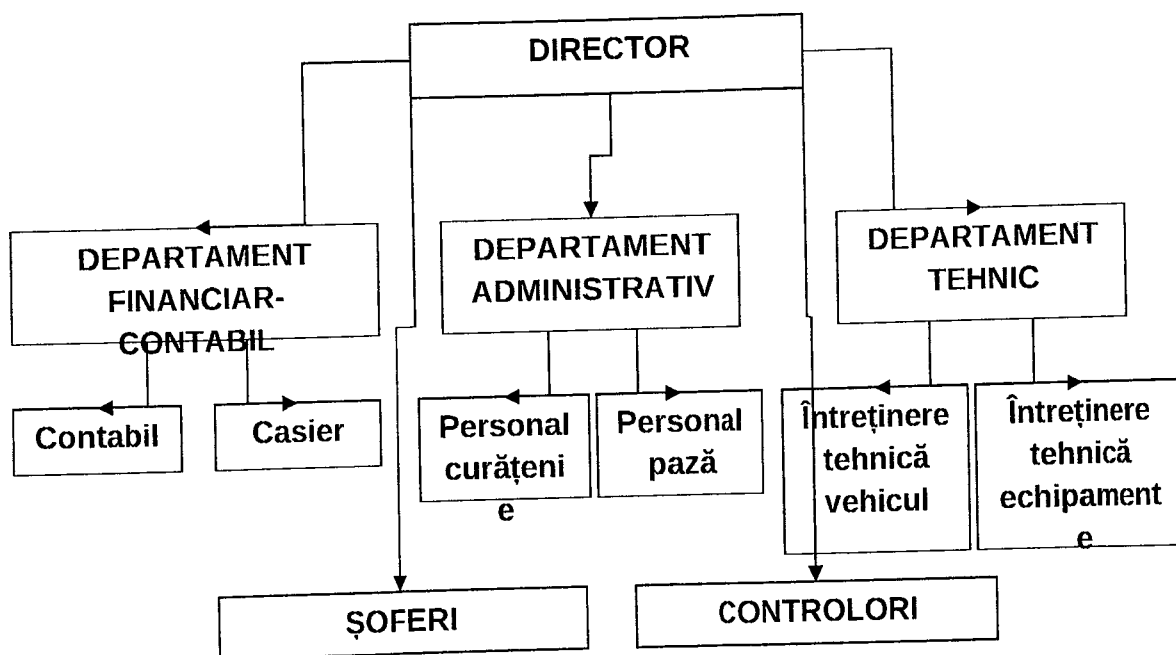 DIRECTOR
DEPARTAMENT
FINANCIAR-
CONTABIL
DEPARTAMENT
ADMINISTRATIV
DEPARTAMENT
TEHNIC
Contabil
Casier
Personal
curățeni
e
Personal
pază
Întreținere
tehnică
vehicul
Întreținere
tehnică
echipament
e
ȘOFERI
CONTROLORI